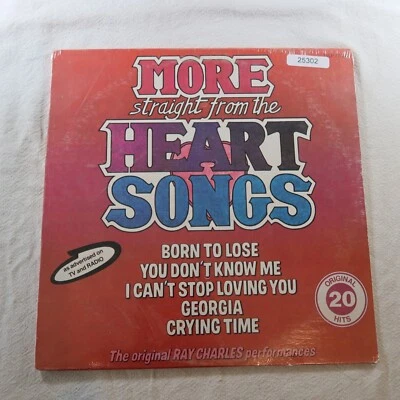 25302
MORE
straight from the
HEART
SONGS
BORN TO LOSE
YOU DON'T KNOW ME
I CAN'T STOP LOVING YOU
GEORGIA
CRYING TIME
as advertised on
TV and RADIO
ORIGINAL
20
HITS
The original RAY CHARLES performances